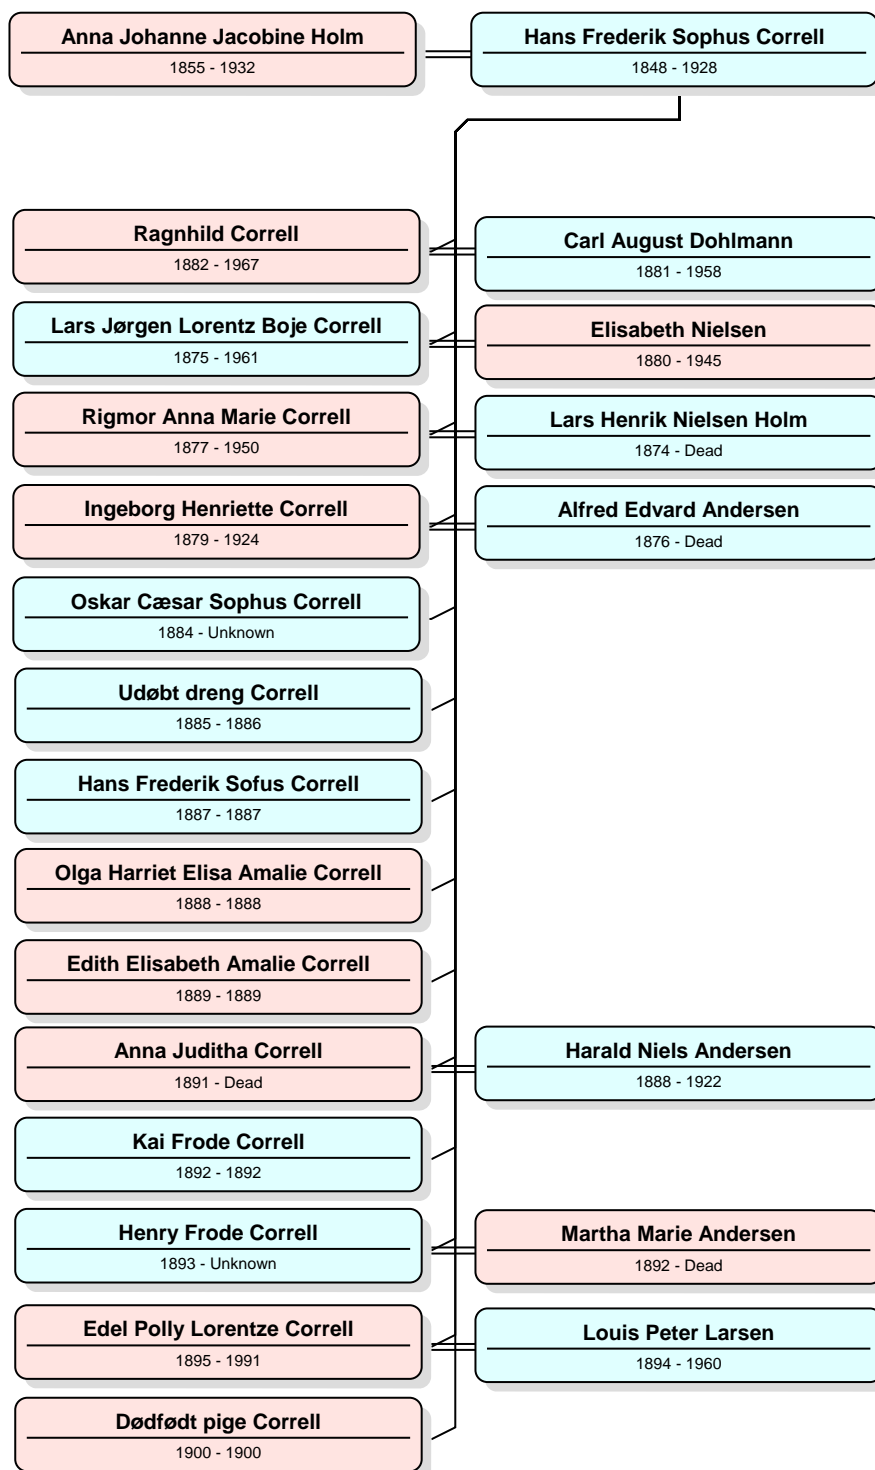 Anna Johanne Jacobine Holm
1855 - 1932
Hans Frederik Sophus Correll
1848 - 1928
Ragnhild Correll
1882 - 1967
Carl August Dohlmann
1881 - 1958
Lars Jørgen Lorentz Boje Correll
1875 - 1961
Elisabeth Nielsen
1880 - 1945
Rigmor Anna Marie Correll
1877 - 1950
Lars Henrik Nielsen Holm
1874 - Dead
Ingeborg Henriette Correll
1879 - 1924
Alfred Edvard Andersen
1876 - Dead
Oskar Cæsar Sophus Correll
1884 - Unknown
Udøbt dreng Correll
1885 - 1886
Hans Frederik Sofus Correll
1887 - 1887
Olga Harriet Elisa Amalie Correll
1888 - 1888
Edith Elisabeth Amalie Correll
1889 - 1889
Anna Juditha Correll
1891 - Dead
Harald Niels Andersen
1888 - 1922
Kai Frode Correll
1892 - 1892
Henry Frode Correll
1893 - Unknown
Martha Marie Andersen
1892 - Dead
Edel Polly Lorentze Correll
1895 - 1991
Louis Peter Larsen
1894 - 1960
Dødfødt pige Correll
1900 - 1900